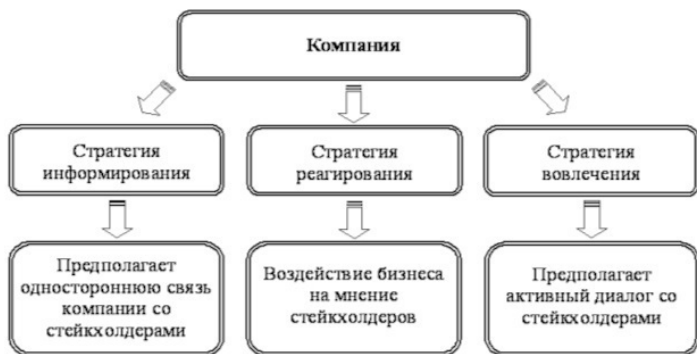 Компания
Стратегия
информирования
Стратегия
реагирования
Стратегия
вовлечения
Предполагает
одностороннюю связь
компании со
стейкхолдерами
Воздействие бизнеса
на мнение
стейкхолдеров
Предполагает
активный диалог со
стейкхолдерами